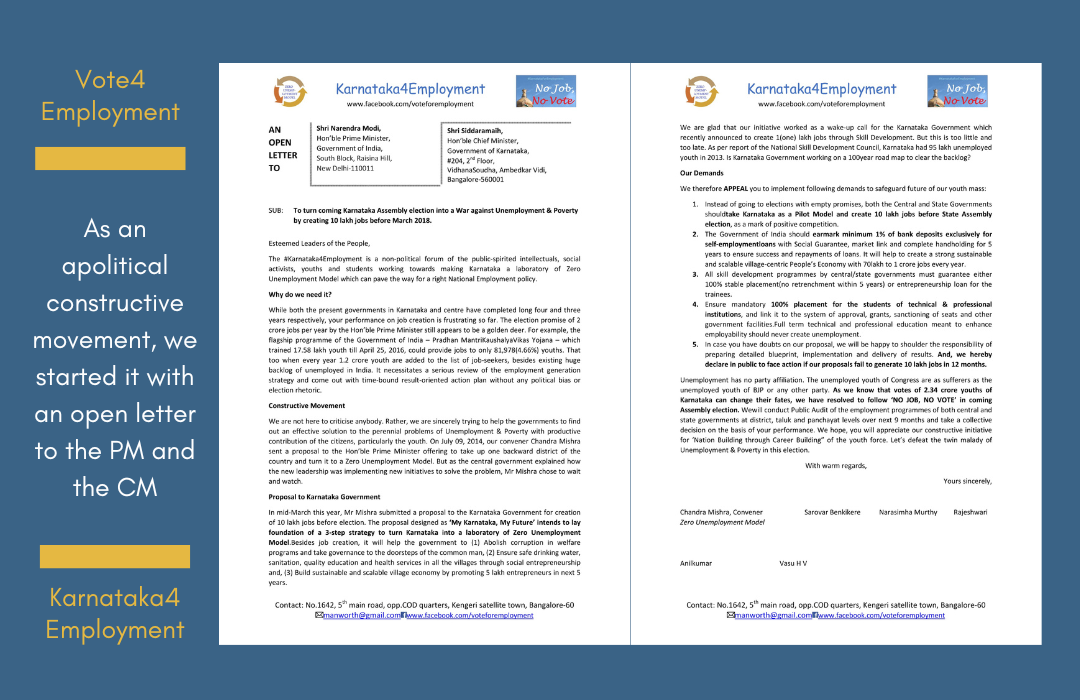 Vote4
Employment
As an
apolitical
constructive
movement, we
started it with
an open letter
to the PM and
the CM
Karnataka4
Employment
Karnataka4Employment
www.facebook.com/voteforemployment
No Job,
No Vote
AN
OPEN
LETTER
TO
Shri Narendra Modi,
Hon'ble Prime Minister,
Government of India,
South Block, Raisina Hill,
New Delhi-110011
Shri Siddaramaih,
Hon'ble Chief Minister,
Government of Karnataka,
#204, 2nd Floor,
VidhanaSoudha, Ambedkar Vidi,
Bangalore-560001
SUB: To turn coming Karnataka Assembly election into a War against Unemployment & Poverty
by creating 10 lakh jobs before March 2018.
Esteemed Leaders of the People,
The #Karnataka4Employment is a non-political forum of the public-spirited intellectuals, social
activists, youths and students working towards making Karnataka a laboratory of Zero
Unemployment Model which can pave the way for a right National Employment policy.
Why do we need it?
While both the present governments in Karnataka and centre have completed long four and three
years respectively, your performance on job creation is frustrating so far. The election promise of 2
crore jobs per year by the Hon'ble Prime Minister still appears to be a golden deer. For example, the
flagship programme of the Government of India – Pradhan MantriKaushalyaVikas Yojana – which
trained 17.58 lakh youth till April 25, 2016, could provide jobs to only 81,978(4.66%) youths. That
too when every year 1.2 crore youth are added to the list of job-seekers, besides existing huge
backlog of unemployed in India. It necessitates a serious review of the employment generation
strategy and come out with time-bound result-oriented action plan without any political bias or
election rhetoric.
Constructive Movement
We are not here to criticise anybody. Rather, we are sincerely trying to help the governments to find
out an effective solution to the perennial problems of Unemployment & Poverty with productive
contribution of the citizens, particularly the youth. On July 09, 2014, our convener Chandra Mishra
sent a proposal to the Hon'ble Prime Minister offering to take up one backward district of the
country and turn it to a Zero Unemployment Model. But as the central government explained how
the new leadership was implementing new initiatives to solve the problem, Mr Mishra chose to wait
and watch.
Proposal to Karnataka Government
In mid-March this year, Mr Mishra submitted a proposal to the Karnataka Government for creation
of 10 lakh jobs before election. The proposal designed as 'My Karnataka, My Future' intends to lay
foundation of a 3-step strategy to turn Karnataka into a laboratory of Zero Unemployment
Model.Besides job creation, it will help the government to (1) Abolish corruption in welfare
programs and take governance to the doorsteps of the common man, (2) Ensure safe drinking water,
sanitation, quality education and health services in all the villages through social entrepreneurship
and, (3) Build sustainable and scalable village economy by promoting 5 lakh entrepreneurs in next 5
years.
Contact: No.1642, 5th main road, opp.COD quarters, Kengeri satellite town, Bangalore-60
manworth@gmail.com www.facebook.com/voteforemployment
Karnataka4Employment
www.facebook.com/voteforemployment
No Job,
No Vote
We are glad that our initiative worked as a wake-up call for the Karnataka Government which
recently announced to create 1(one) lakh jobs through Skill Development. But this is too little and
too late. As per report of the National Skill Development Council, Karnataka had 95 lakh unemployed
youth in 2013. Is Karnataka Government working on a 100year road map to clear the backlog?
Our Demands
We therefore APPEAL you to implement following demands to safeguard future of our youth mass:
1. Instead of going to elections with empty promises, both the Central and State Governments
shouldtake Karnataka as a Pilot Model and create 10 lakh jobs before State Assembly
election, as a mark of positive competition.
2. The Government of India should earmark minimum 1% of bank deposits exclusively for
self-employmentloans with Social Guarantee, market link and complete handholding for 5
years to ensure success and repayments of loans. It will help to create a strong sustainable
and scalable village-centric People's Economy with 70lakh to 1 crore jobs every year.
3. All skill development programmes by central/state governments must guarantee either
100% stable placement(no retrenchment within 5 years) or entrepreneurship loan for the
trainees.
4. Ensure mandatory 100% placement for the students of technical & professional
institutions, and link it to the system of approval, grants, sanctioning of seats and other
government facilities.Full term technical and professional education meant to enhance
employability should never create unemployment.
5. In case you have doubts on our proposal, we will be happy to shoulder the responsibility of
preparing detailed blueprint, implementation and delivery of results. And, we hereby
declare in public to face action if our proposals fail to generate 10 lakh jobs in 12 months.
Unemployment has no party affiliation. The unemployed youth of Congress are as sufferers as the
unemployed youth of BJP or any other party. As we know that votes of 2.34 crore youths of
Karnataka can change their fates, we have resolved to follow 'NO JOB, NO VOTE' in coming
Assembly election. Wewill conduct Public Audit of the employment programmes of both central and
state governments at district, taluk and panchayat levels over next 9 months and take a collective
decision on the basis of your performance. We hope, you will appreciate our constructive initiative
for 'Nation Building through Career Building" of the youth force. Let's defeat the twin malady of
Unemployment & Poverty in this election.
With warm regards,
Yours sincerely,
Chandra Mishra, Convener Sarovar Benkikere Narasimha Murthy Rajeshwari
Zero Unemployment Model
Anilkumar Vasu H V
Contact: No.1642, 5th main road, opp.COD quarters, Kengeri satellite town, Bangalore-60
manworth@gmail.com www.facebook.com/voteforemployment